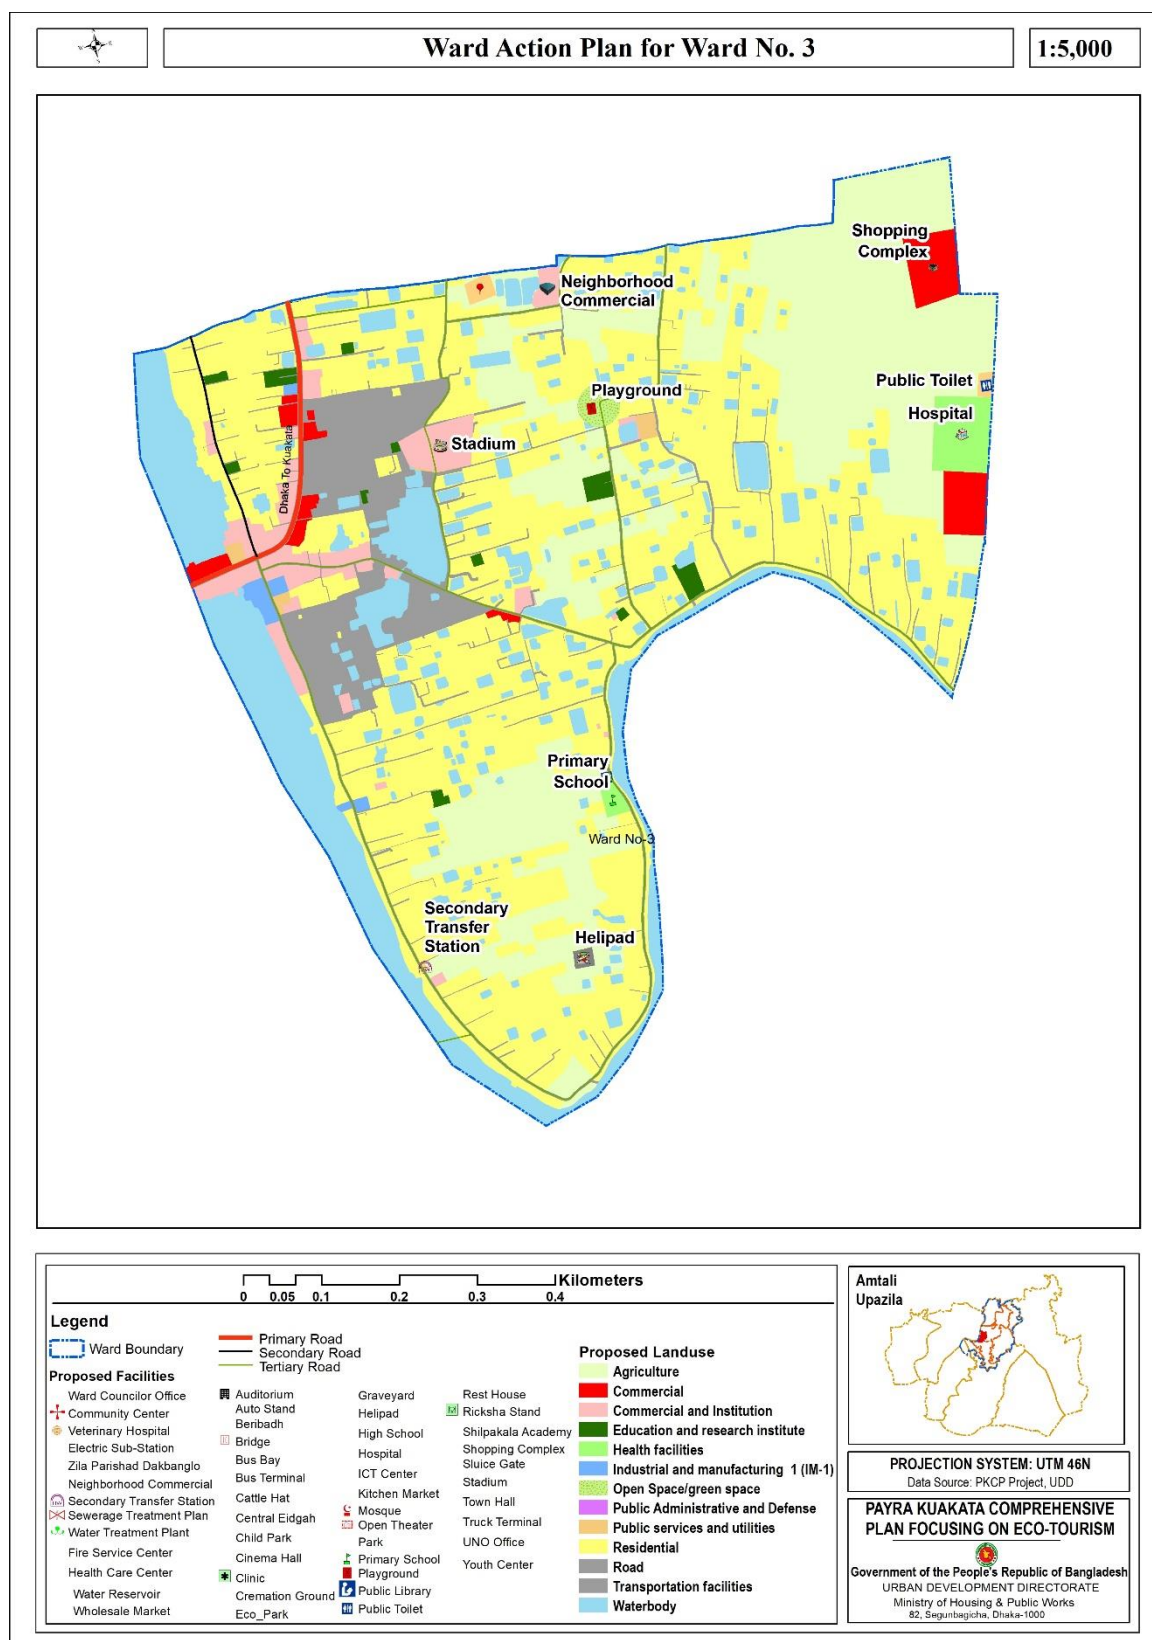 Ward Action Plan for Ward No. 3
1:5,000
Shopping
Complex
Neighborhood
Commercial
Public Toilet
Playground
Hospital
Stadium
Dhaka To Kuakata
Primary
School
Ward No-3
Secondary
Transfer
Station
Helipad
Kilometers
0 0.05 0.1 0.2 0.3 0.4
Legend
Ward Boundary
Primary Road
Secondary Road
Tertiary Road
Proposed Facilities
Ward Councilor Office
Community Center
Veterinary Hospital
Electric Sub-Station
Zila Parishad Dakbanglo
Neighborhood Commercial
Secondary Transfer Station
Sewerage Treatment Plan
Water Treatment Plant
Fire Service Center
Health Care Center
Water Reservoir
Wholesale Market
Auditorium
Auto Stand
Beribadh
Bridge
Bus Bay
Bus Terminal
Cattle Hat
Central Eidgah
Child Park
Cinema Hall
Clinic
Cremation Ground
Eco_Park
Graveyard
Helipad
High School
Hospital
ICT Center
Kitchen Market
Mosque
Open Theater
Park
Primary School
Playground
Public Library
Public Toilet
Rest House
Ricksha Stand
Shilpakala Academy
Shopping Complex
Sluice Gate
Stadium
Town Hall
Truck Terminal
UNO Office
Youth Center
Proposed Landuse
Agriculture
Commercial
Commercial and Institution
Education and research institute
Health facilities
Industrial and manufacturing 1 (IM-1)
Open Space/green space
Public Administrative and Defense
Public services and utilities
Residential
Road
Transportation facilities
Waterbody
Amtali
Upazila
PROJECTION SYSTEM: UTM 46N
Data Source: PKCP Project, UDD
PAYRA KUAKATA COMPREHENSIVE
PLAN FOCUSING ON ECO-TOURISM
Government of the People's Republic of Bangladesh
URBAN DEVELOPMENT DIRECTORATE
Ministry of Housing & Public Works
82, Segunbagicha, Dhaka-1000